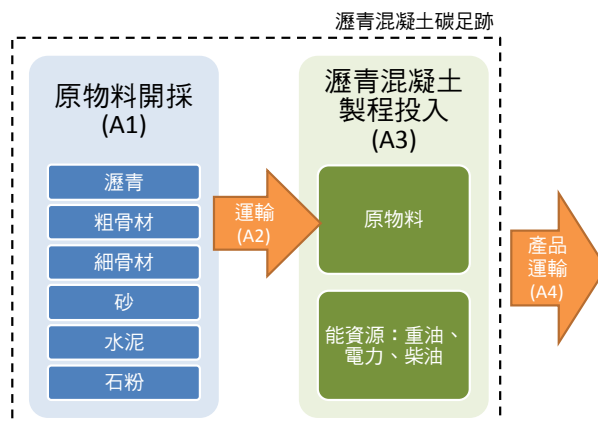 瀝青混凝土碳足跡
原物料開採
(A1)
瀝青
粗骨材
細骨材
砂
水泥
石粉
運輸
(A2)
瀝青混凝土
製程投入
(A3)
原物料
能資源：重油、
電力、柴油
產品
運輸
(A4)